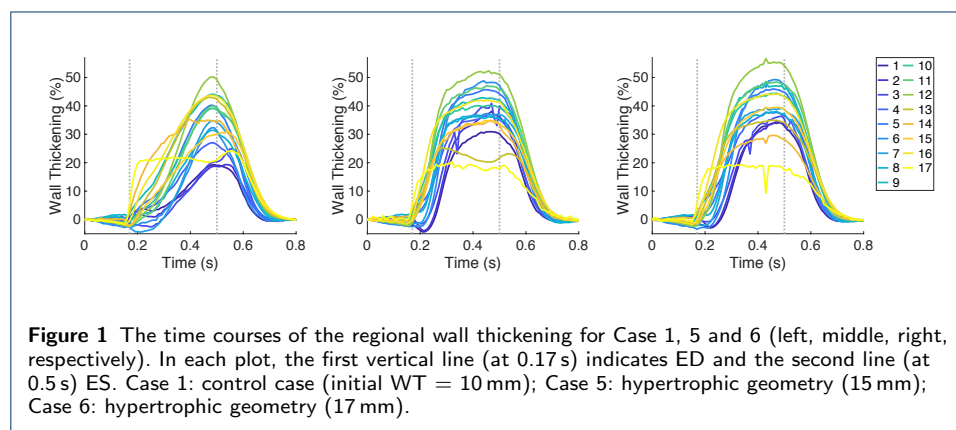 Wall Thickening (%)
50
40
30
20
10
0
0 0.2 0.4 0.6 0.8
Time (s)
Wall Thickening (%)
50
40
30
20
10
0
0 0.2 0.4 0.6 0.8
Time (s)
Wall Thickening (%)
50
40
30
20
10
0
0 0.2 0.4 0.6 0.8
Time (s)
1 10
2 11
3 12
4 13
5 14
6 15
7 16
8 17
9
Figure 1 The time courses of the regional wall thickening for Case 1, 5 and 6 (left, middle, right,
respectively). In each plot, the first vertical line (at 0.17 s) indicates ED and the second line (at
0.5 s) ES. Case 1: control case (initial WT = 10 mm); Case 5: hypertrophic geometry (15 mm);
Case 6: hypertrophic geometry (17 mm).